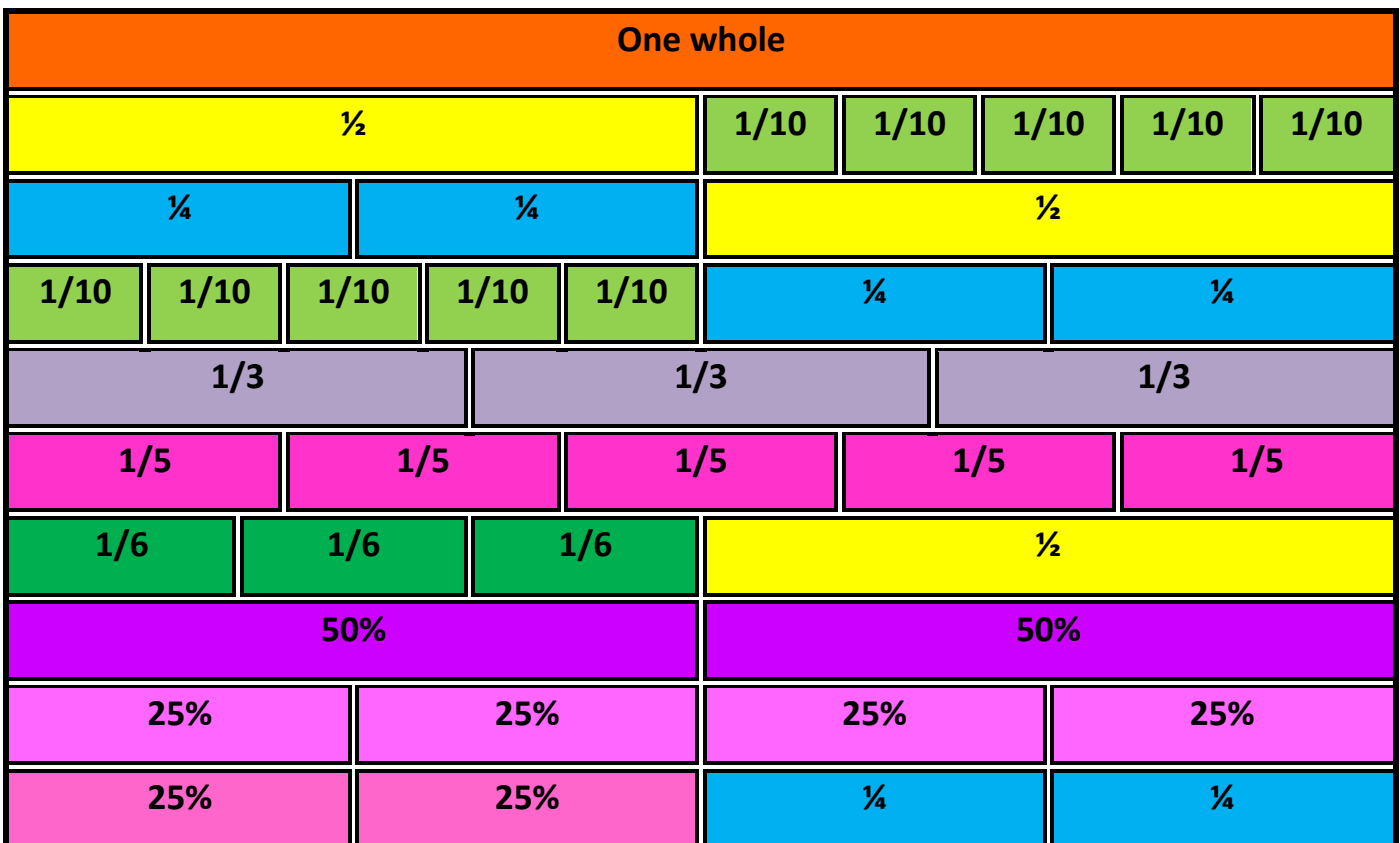 One whole
½ 1/10 1/10 1/10 1/10 1/10
¼ ¼ ½
1/10 1/10 1/10 1/10 1/10 ¼ ¼
1/3 1/3 1/3
1/5 1/5 1/5 1/5 1/5
1/6 1/6 1/6 ½
50% 50%
25% 25% 25% 25%
25% 25% ¼ ¼